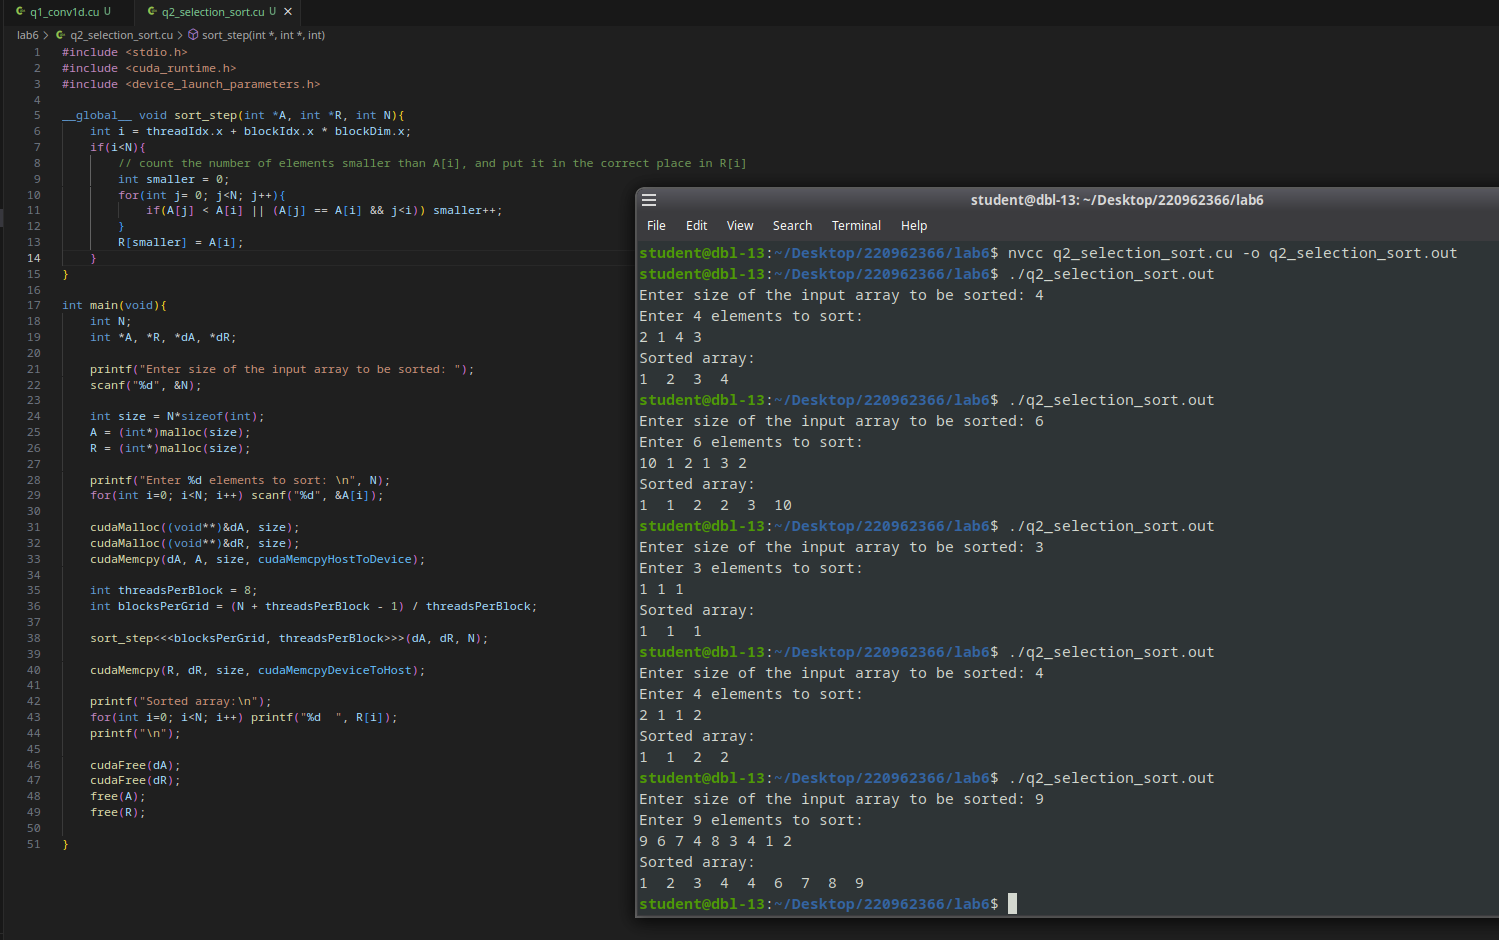 q1_conv1d.cu U
q2_selection_sort.cu U ×
lab6 > q2_selection_sort.cu > sort_step(int *, int *, int)
1 #include <stdio.h>
2 #include <cuda_runtime.h>
3 #include <device_launch_parameters.h>
4
5 __global__ void sort_step(int *A, int *R, int N){
6 int i = threadIdx.x + blockIdx.x * blockDim.x;
7 if(i<N){
8 // count the number of elements smaller than A[i], and put it in the correct place in R[i]
9 int smaller = 0;
10 for(int j= 0; j<N; j++){
11 if(A[j] < A[i] || (A[j] == A[i] && j<i)) smaller++;
12 }
13 R[smaller] = A[i];
14 }
15 }
16
17 int main(void){
18 int N;
19 int *A, *R, *dA, *dR;
20
21 printf("Enter size of the input array to be sorted: ");
22 scanf("%d", &N);
23
24 int size = N*sizeof(int);
25 A = (int*)malloc(size);
26 R = (int*)malloc(size);
27
28 printf("Enter %d elements to sort: \n", N);
29 for(int i=0; i<N; i++) scanf("%d", &A[i]);
30
31 cudaMalloc((void**)&dA, size);
32 cudaMalloc((void**)&dR, size);
33 cudaMemcpy(dA, A, size, cudaMemcpyHostToDevice);
34
35 int threadsPerBlock = 8;
36 int blocksPerGrid = (N + threadsPerBlock - 1) / threadsPerBlock;
37
38 sort_step<<<blocksPerGrid, threadsPerBlock>>>(dA, dR, N);
39
40 cudaMemcpy(R, dR, size, cudaMemcpyDeviceToHost);
41
42 printf("Sorted array:\n");
43 for(int i=0; i<N; i++) printf("%d  ", R[i]);
44 printf("\n");
45
46 cudaFree(dA);
47 cudaFree(dR);
48 free(A);
49 free(R);
50
51 }
student@dbl-13: ~/Desktop/220962366/lab6
File Edit View Search Terminal Help
student@dbl-13:~/Desktop/220962366/lab6$ nvcc q2_selection_sort.cu -o q2_selection_sort.out
student@dbl-13:~/Desktop/220962366/lab6$ ./q2_selection_sort.out
Enter size of the input array to be sorted: 4
Enter 4 elements to sort:
2 1 4 3
Sorted array:
1  2  3  4
student@dbl-13:~/Desktop/220962366/lab6$ ./q2_selection_sort.out
Enter size of the input array to be sorted: 6
Enter 6 elements to sort:
10 1 2 1 3 2
Sorted array:
1  1  2  2  3  10
student@dbl-13:~/Desktop/220962366/lab6$ ./q2_selection_sort.out
Enter size of the input array to be sorted: 3
Enter 3 elements to sort:
1 1 1
Sorted array:
1  1  1
student@dbl-13:~/Desktop/220962366/lab6$ ./q2_selection_sort.out
Enter size of the input array to be sorted: 4
Enter 4 elements to sort:
2 1 1 2
Sorted array:
1  1  2  2
student@dbl-13:~/Desktop/220962366/lab6$ ./q2_selection_sort.out
Enter size of the input array to be sorted: 9
Enter 9 elements to sort:
9 6 7 4 8 3 4 1 2
Sorted array:
1  2  3  4  4  6  7  8  9
student@dbl-13:~/Desktop/220962366/lab6$